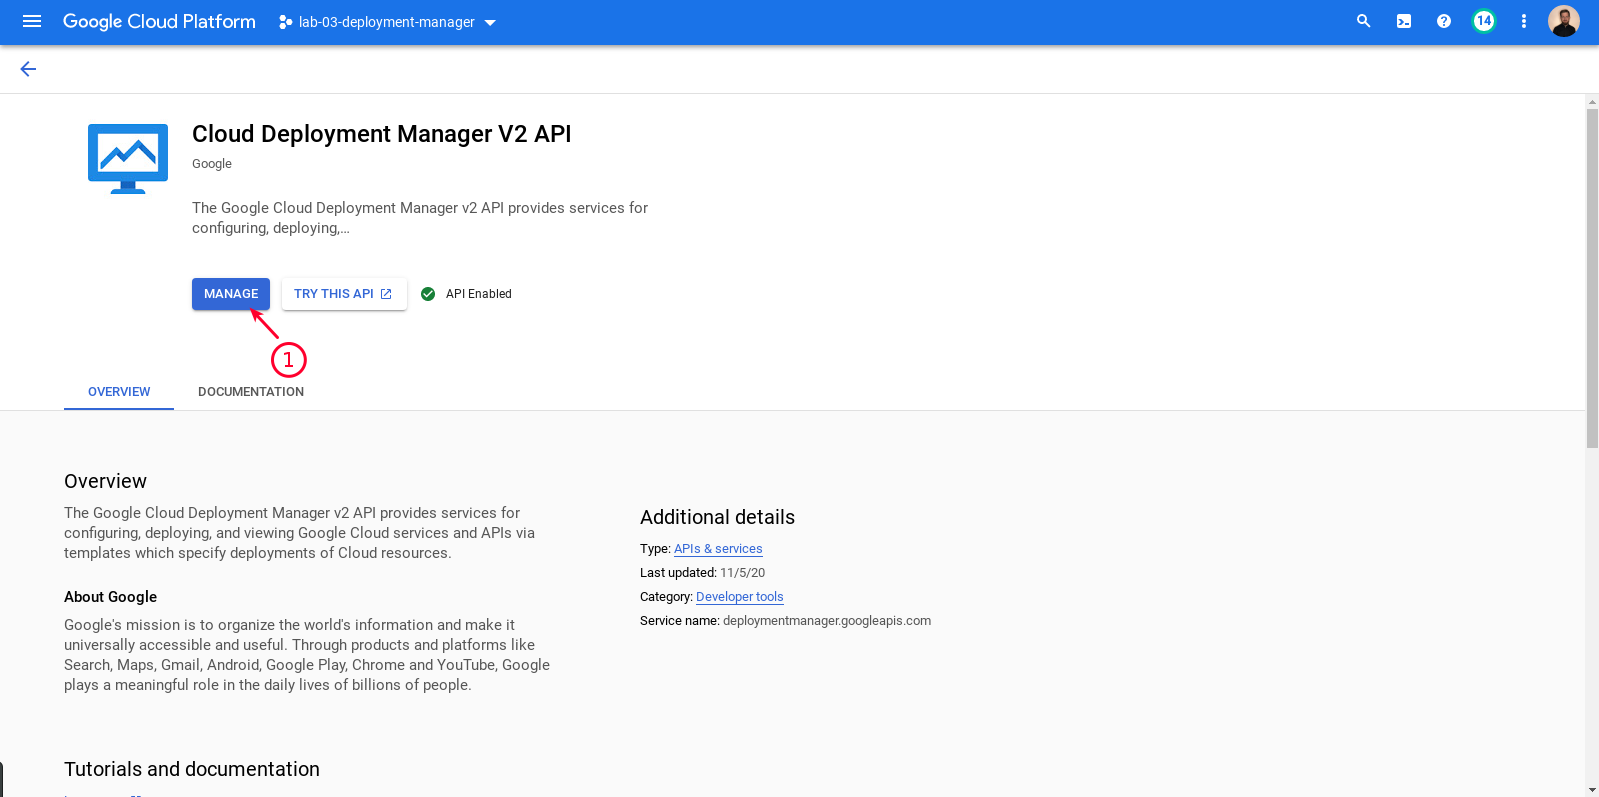 Google Cloud Platform
lab-03-deployment-manager
14
Cloud Deployment Manager V2 API
Google
The Google Cloud Deployment Manager v2 API provides services for
configuring, deploying,...
MANAGE
TRY THIS API
API Enabled
1
OVERVIEW
DOCUMENTATION
Overview
The Google Cloud Deployment Manager v2 API provides services for
configuring, deploying, and viewing Google Cloud services and APIs via
templates which specify deployments of Cloud resources.
About Google
Google's mission is to organize the world's information and make it
universally accessible and useful. Through products and platforms like
Search, Maps, Gmail, Android, Google Play, Chrome and YouTube, Google
plays a meaningful role in the daily lives of billions of people.
Additional details
Type: APIs & services
Last updated: 11/5/20
Category: Developer tools
Service name: deploymentmanager.googleapis.com
Tutorials and documentation